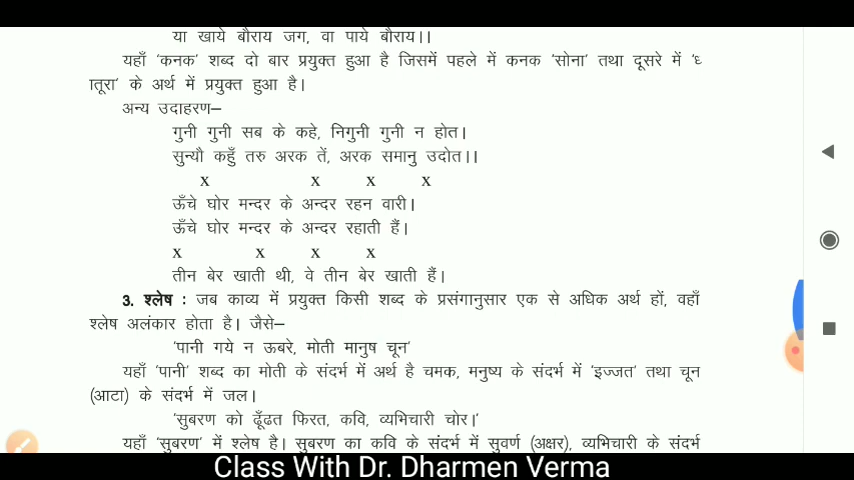 या खाये बौराय जग, वा पाये बौराय।।
यहाँ 'कनक' शब्द दो बार प्रयुक्त हुआ है जिसमें पहले में कनक 'सोना' तथा दूसरे में 'ध
ातूरा' के अर्थ में प्रयुक्त हुआ है।
अन्य उदाहरण—
गुनी गुनी सब के कहे, निगुनी गुनी न होत।
सुन्यौ कहुँ तरु अरक तें, अरक समानु उदोत।।
x x x x
ऊँचे घोर मन्दर के अन्दर रहन वारी।
ऊँचे घोर मन्दर के अन्दर रहाती हैं।
x x x x
तीन बेर खाती थी, वे तीन बेर खाती हैं।
3. श्लेष : जब काव्य में प्रयुक्त किसी शब्द के प्रसंगानुसार एक से अधिक अर्थ हों, वहाँ
श्लेष अलंकार होता है। जैसे—
'पानी गये न ऊबरे, मोती मानुष चून'
यहाँ 'पानी' शब्द का मोती के संदर्भ में अर्थ है चमक, मनुष्य के संदर्भ में 'इज्जत' तथा चून
(आटा) के संदर्भ में जल।
'सुबरण को ढूँढत फिरत, कवि, व्यभिचारी चोर।'
यहाँ 'सुबरण' में श्लेष है। सुबरण का कवि के संदर्भ में सुवर्ण (अक्षर), व्यभिचारी के संदर्भ
Class With Dr. Dharmen Verma